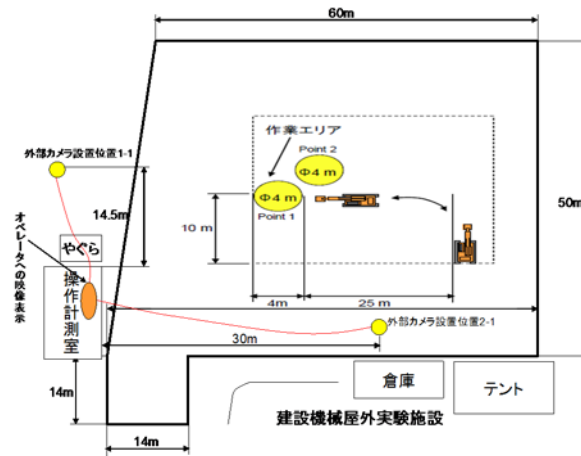 60m
作業エリア
Point 2
Φ4 m
外部カメラ設置位置1-1
Φ4 m
50m
14.5m
10 m
Point 1
オペレータへの映像表示
やぐら
操作計測室
4m
25 m
外部カメラ設置位置2-1
30m
14m
倉庫
テント
建設機械屋外実験施設
14m